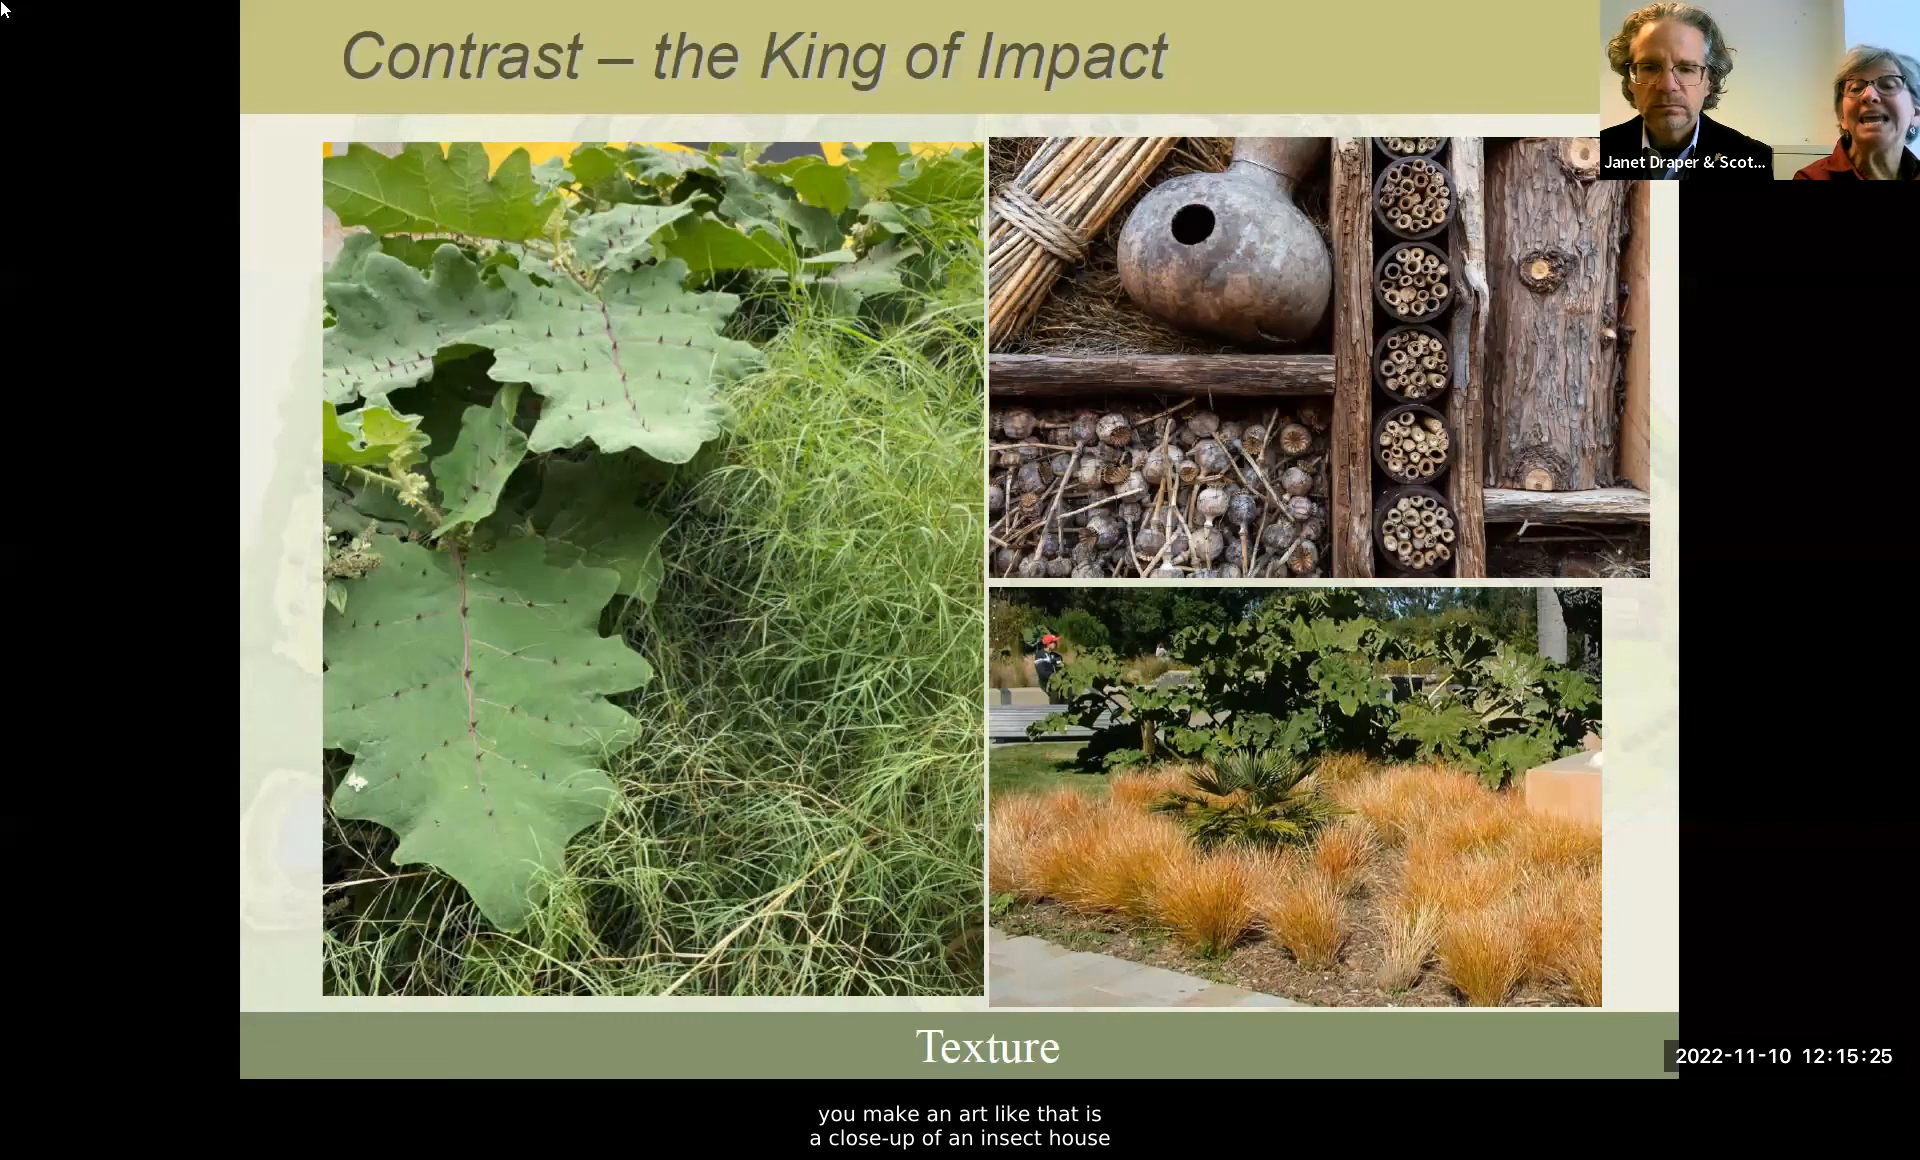 Contrast – the King of Impact
Janet Draper & Scot...
Texture
2022-11-10 12:15:25
you make an art like that is
a close-up of an insect house